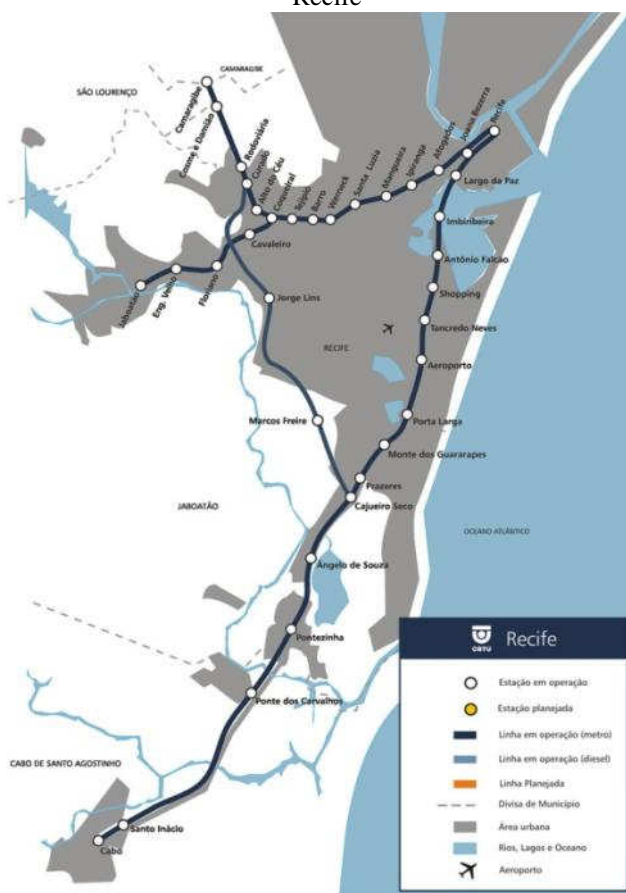 Recife
CAMARAGIBE
SÃO LOURENÇO
Camaragibe
Cosme e Damião
Rodoviária
Curado
Alto do Céu
Coqueiral
Tejipió
Barro
Werneck
Santa Luzia
Mangueira
Ipiranga
Afogados
Joana Bezerra
Recife
Largo da Paz
Cavaleiro
Floriano
Eng. Velho
Jaboatão
Imbiribeira
Antônio Falcão
Jorge Lins
Shopping
Tancredo Neves
RECIFE
Aeroporto
Marcos Freire
Porta Larga
Monte dos Guararapes
Prazeres
Cajueiro Seco
JABOATÃO
OCEANO ATLÂNTICO
Ângelo de Souza
Pontezinha
Ponte dos Carvalhos
CABO DE SANTO AGOSTINHO
Santo Inácio
Cabo
CBTU
Recife
Estação em operação
Estação planejada
Linha em operação (metro)
Linha em operação (diesel)
Linha Planejada
Divisa de Município
Área urbana
Rios, Lagos e Oceano
Aeroporto